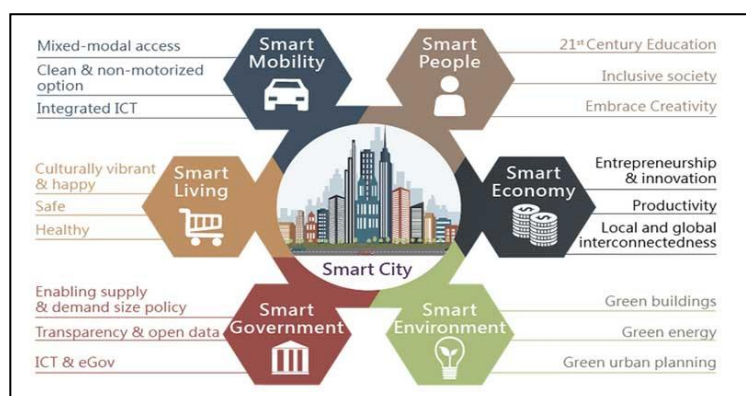 Mixed-modal access
Clean & non-motorized
option
Integrated ICT
Smart
Mobility
Smart
People
21st Century Education
Inclusive society
Embrace Creativity
Culturally vibrant
& happy
Safe
Healthy
Smart
Living
Smart City
Smart
Economy
Entrepreneurship
& innovation
Productivity
Local and global
interconnectedness
Enabling supply
& demand size policy
Transparency & open data
ICT & eGov
Smart
Government
Smart
Environment
Green buildings
Green energy
Green urban planning